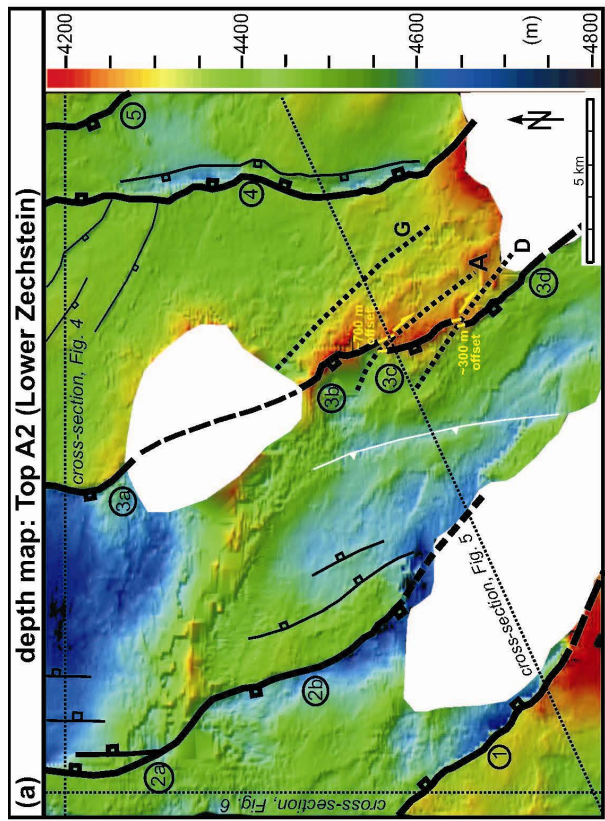 (a) depth map: Top A2 (Lower Zechstein)
4200
4400
4600
(m)
4800
cross-section, Fig. 4
cross-section, Fig. 5
cross-section, Fig. 6
1
2a
2b
3a
3b
3c
3d
4
5
G
A
D
~700 m
offset
~300 m
offset
N
5 km